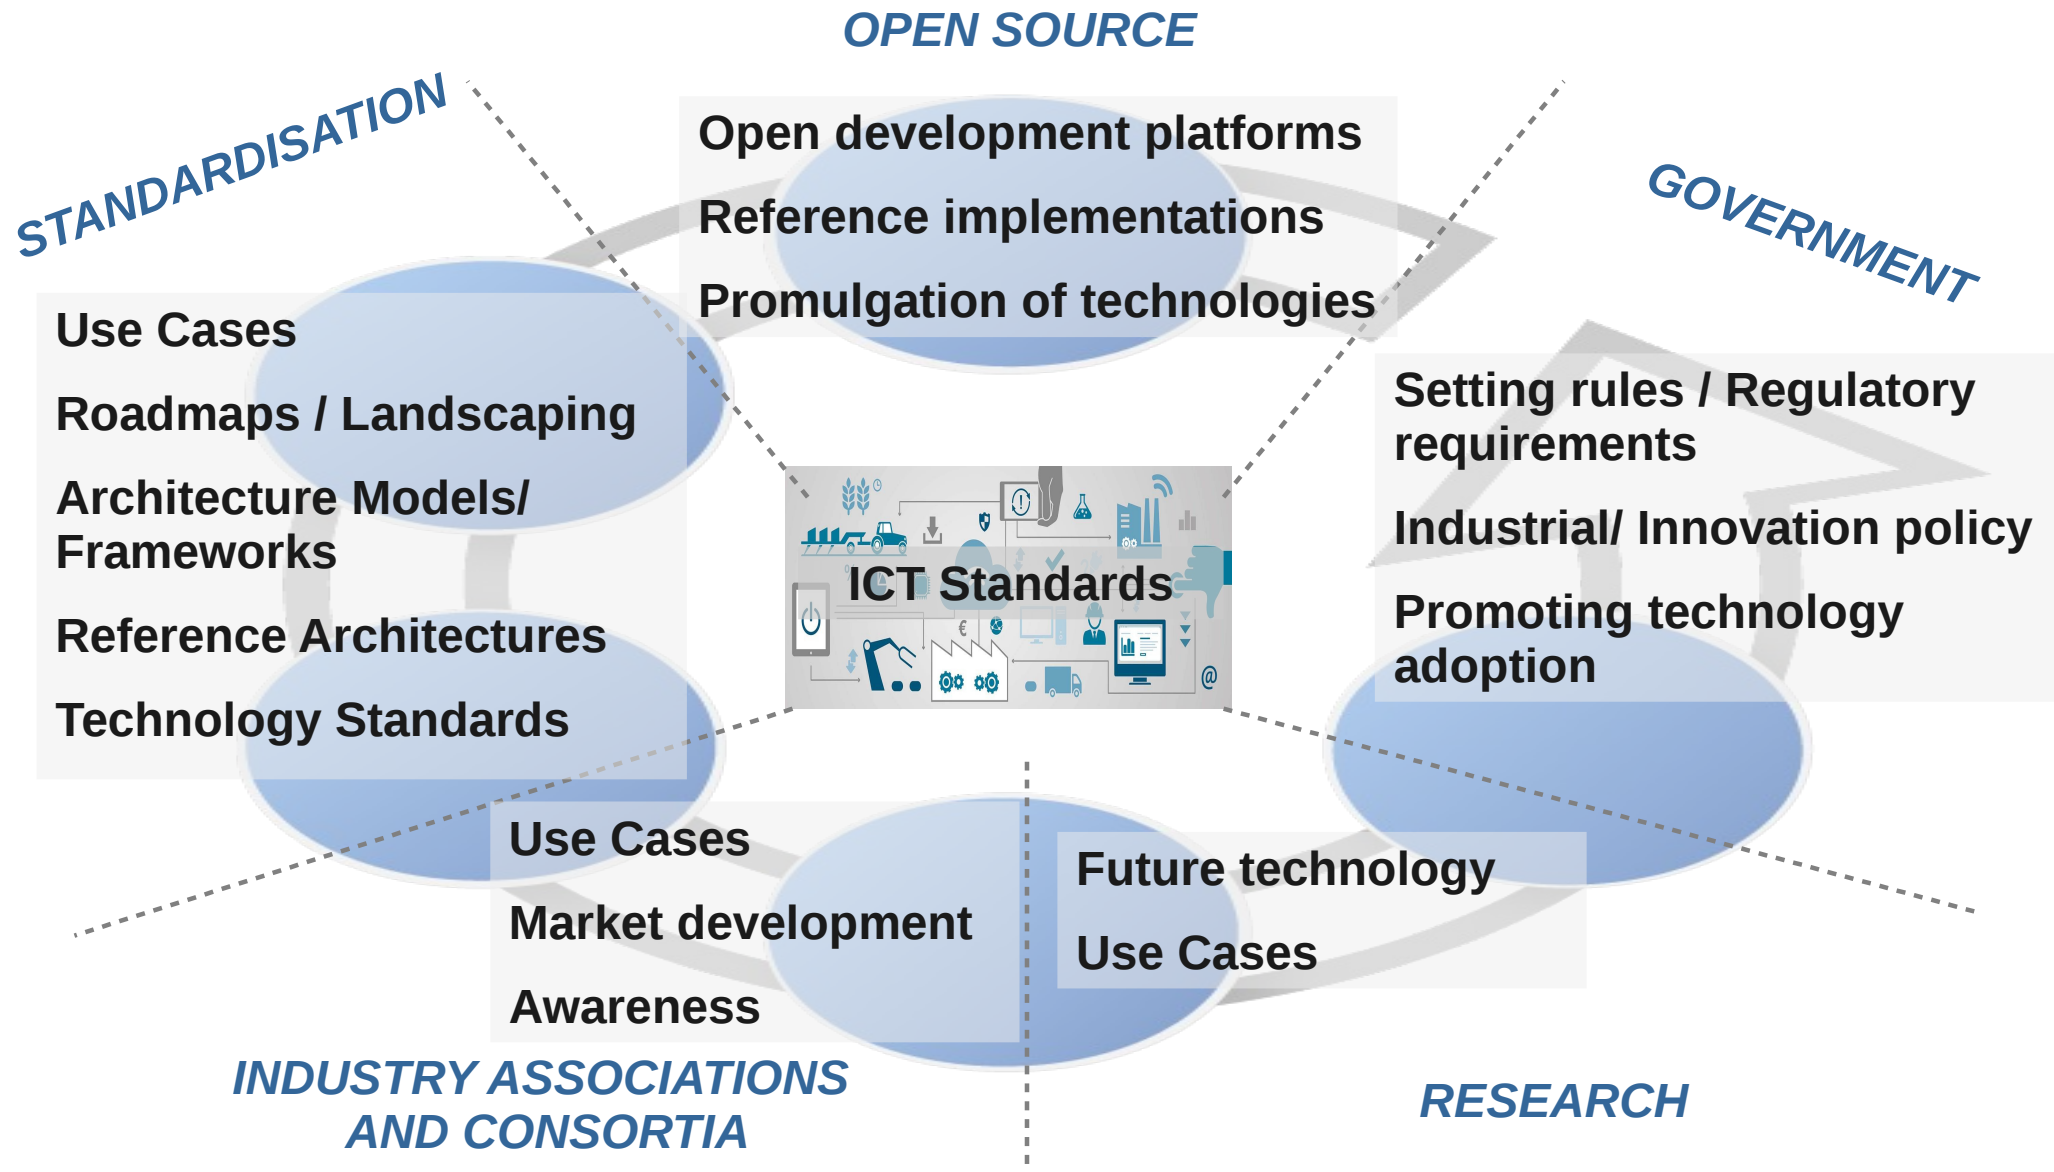 OPEN SOURCE
STANDARDISATION
GOVERNMENT
Open development platforms
Reference implementations
Promulgation of technologies
Use Cases
Roadmaps / Landscaping
Architecture Models/
Frameworks
Reference Architectures
Technology Standards
Setting rules / Regulatory
requirements
Industrial/ Innovation policy
Promoting technology
adoption
ICT Standards
€
@
Use Cases
Market development
Awareness
Future technology
Use Cases
INDUSTRY ASSOCIATIONS
AND CONSORTIA
RESEARCH